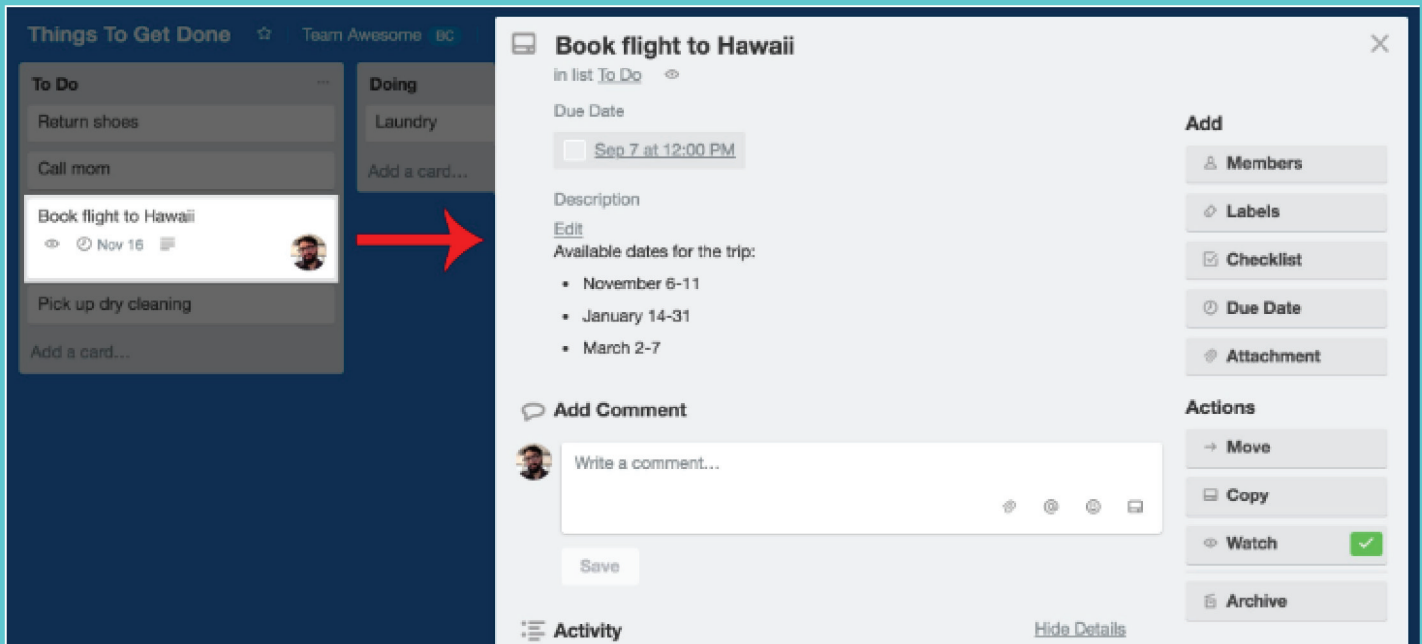 Things To Get Done
Team Awesome BC
To Do
Return shoes
Call mom
Book flight to Hawaii
Nov 16
Pick up dry cleaning
Add a card...
Doing
Laundry
Add a card...
Book flight to Hawaii
in list To Do
Due Date
Sep 7 at 12:00 PM
Description
Edit
Available dates for the trip:
• November 6-11
• January 14-31
• March 2-7
Add Comment
Write a comment...
@
Save
Activity
Hide Details
Add
Members
Labels
Checklist
Due Date
Attachment
Actions
Move
Copy
Watch
Archive